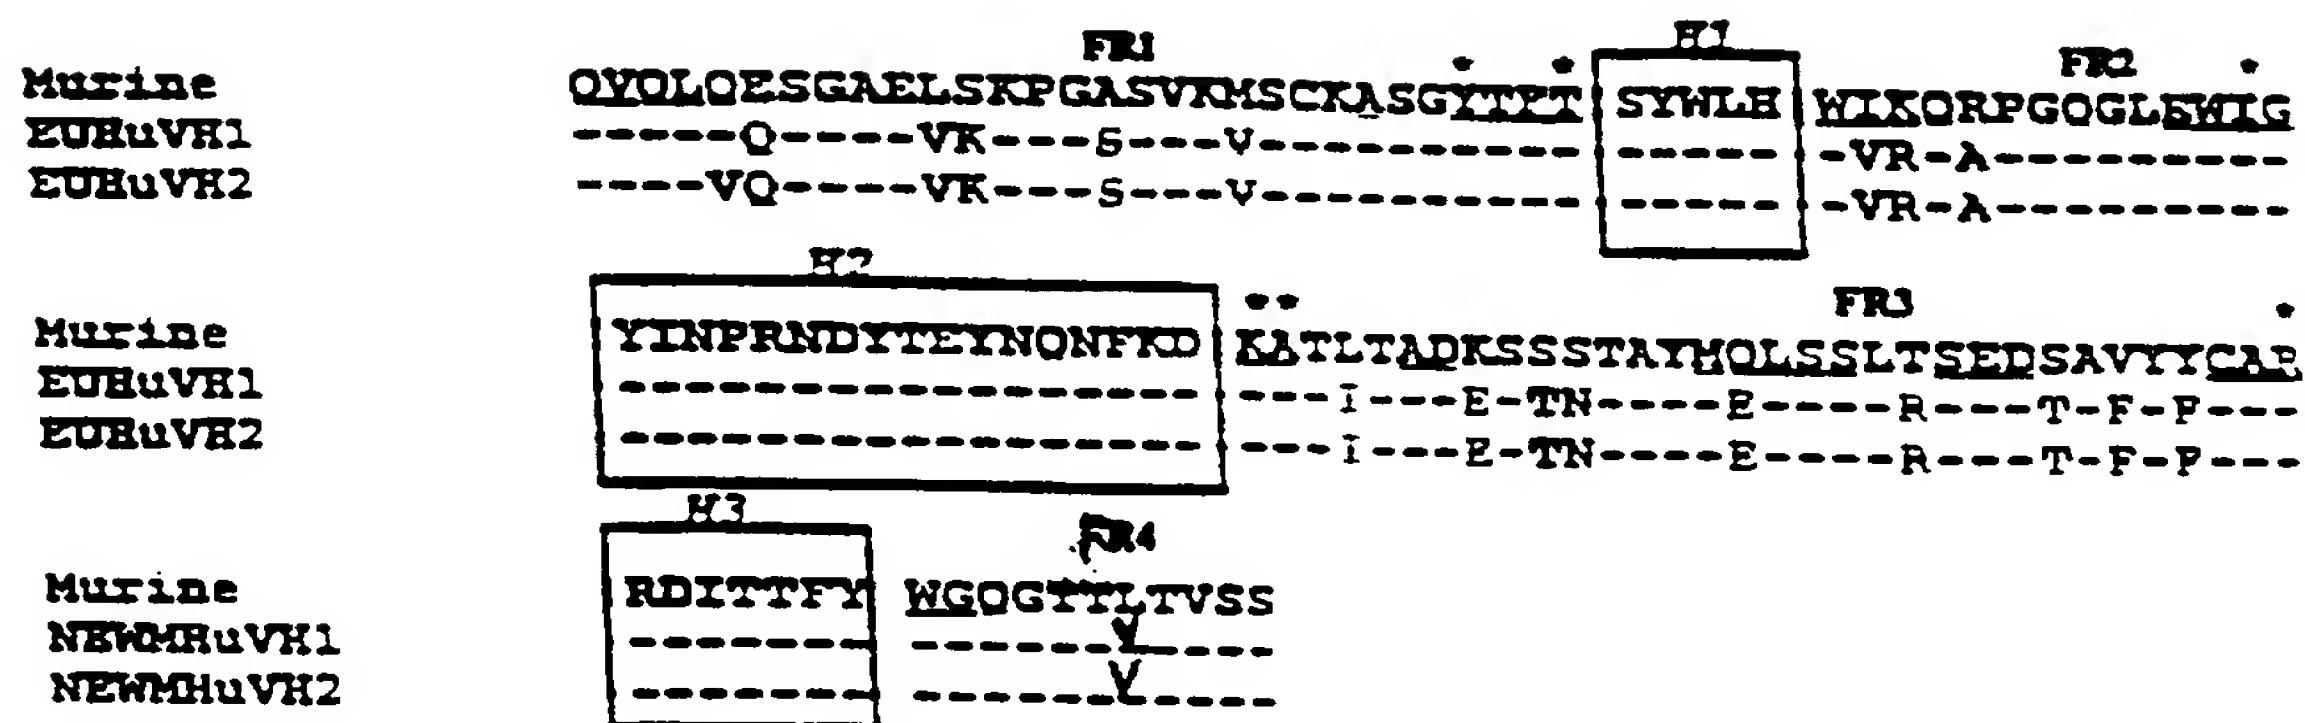 FR1 H1 FR2
* * *
Murine QVQLQESGAELSKPGASVKMSCKASGYTFT SYWLH WIKQRPGQGLEWIG
EUHuVH1 -----Q----VK---S---V---------- ----- -VR-A---------
EUHuVH2 ----VQ----VK---S---V---------- ----- -VR-A---------
H2 FR3
** *
Murine YINPRNDYTEYNQNFKD KATLTADKSSSTAYMQLSSLTSEDSAVYYCAR
EUHuVH1 ----------------- ---I---E-TN----E----R---T-F-F---
EUHuVH2 ----------------- ---I---E-TN----E----R---T-F-F---
H3 FR4
Murine RDITTFY WGQGTTLTVSS
NEWMHuVH1 ------- ------V----
NEWMHuVH2 ------- ------V----